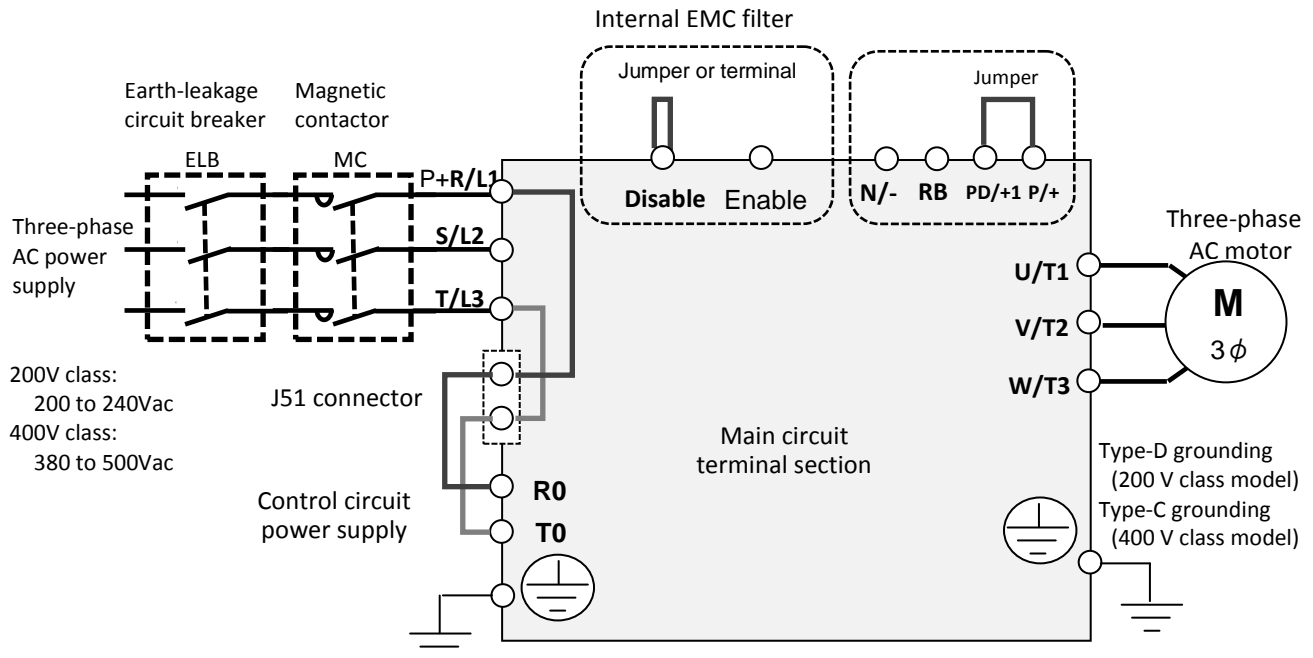 Internal EMC filter
Jumper or terminal
Jumper
Earth-leakage
circuit breaker
Magnetic
contactor
ELB
MC
P+R/L1
Disable
Enable
N/-
RB
PD/+1
P/+
Three-phase
AC power
supply
S/L2
T/L3
Three-phase
AC motor
U/T1
V/T2
W/T3
M
3ϕ
200V class:
200 to 240Vac
400V class:
380 to 500Vac
J51 connector
Main circuit
terminal section
Control circuit
power supply
R0
T0
Type-D grounding
(200 V class model)
Type-C grounding
(400 V class model)